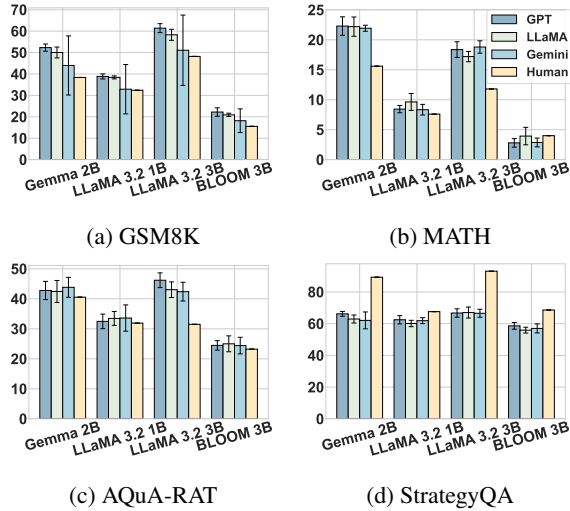 70
60
50
40
30
20
10
0
Gemma 2B
LLaMA 3.2 1B
LLaMA 3.2 3B
BLOOM 3B
(a) GSM8K
25
20
15
10
5
0
GPT
LLaMA
Gemini
Human
Gemma 2B
LLaMA 3.2 1B
LLaMA 3.2 3B
BLOOM 3B
(b) MATH
50
40
30
20
10
0
Gemma 2B
LLaMA 3.2 1B
LLaMA 3.2 3B
BLOOM 3B
(c) AQuA-RAT
80
60
40
20
0
Gemma 2B
LLaMA 3.2 1B
LLaMA 3.2 3B
BLOOM 3B
(d) StrategyQA